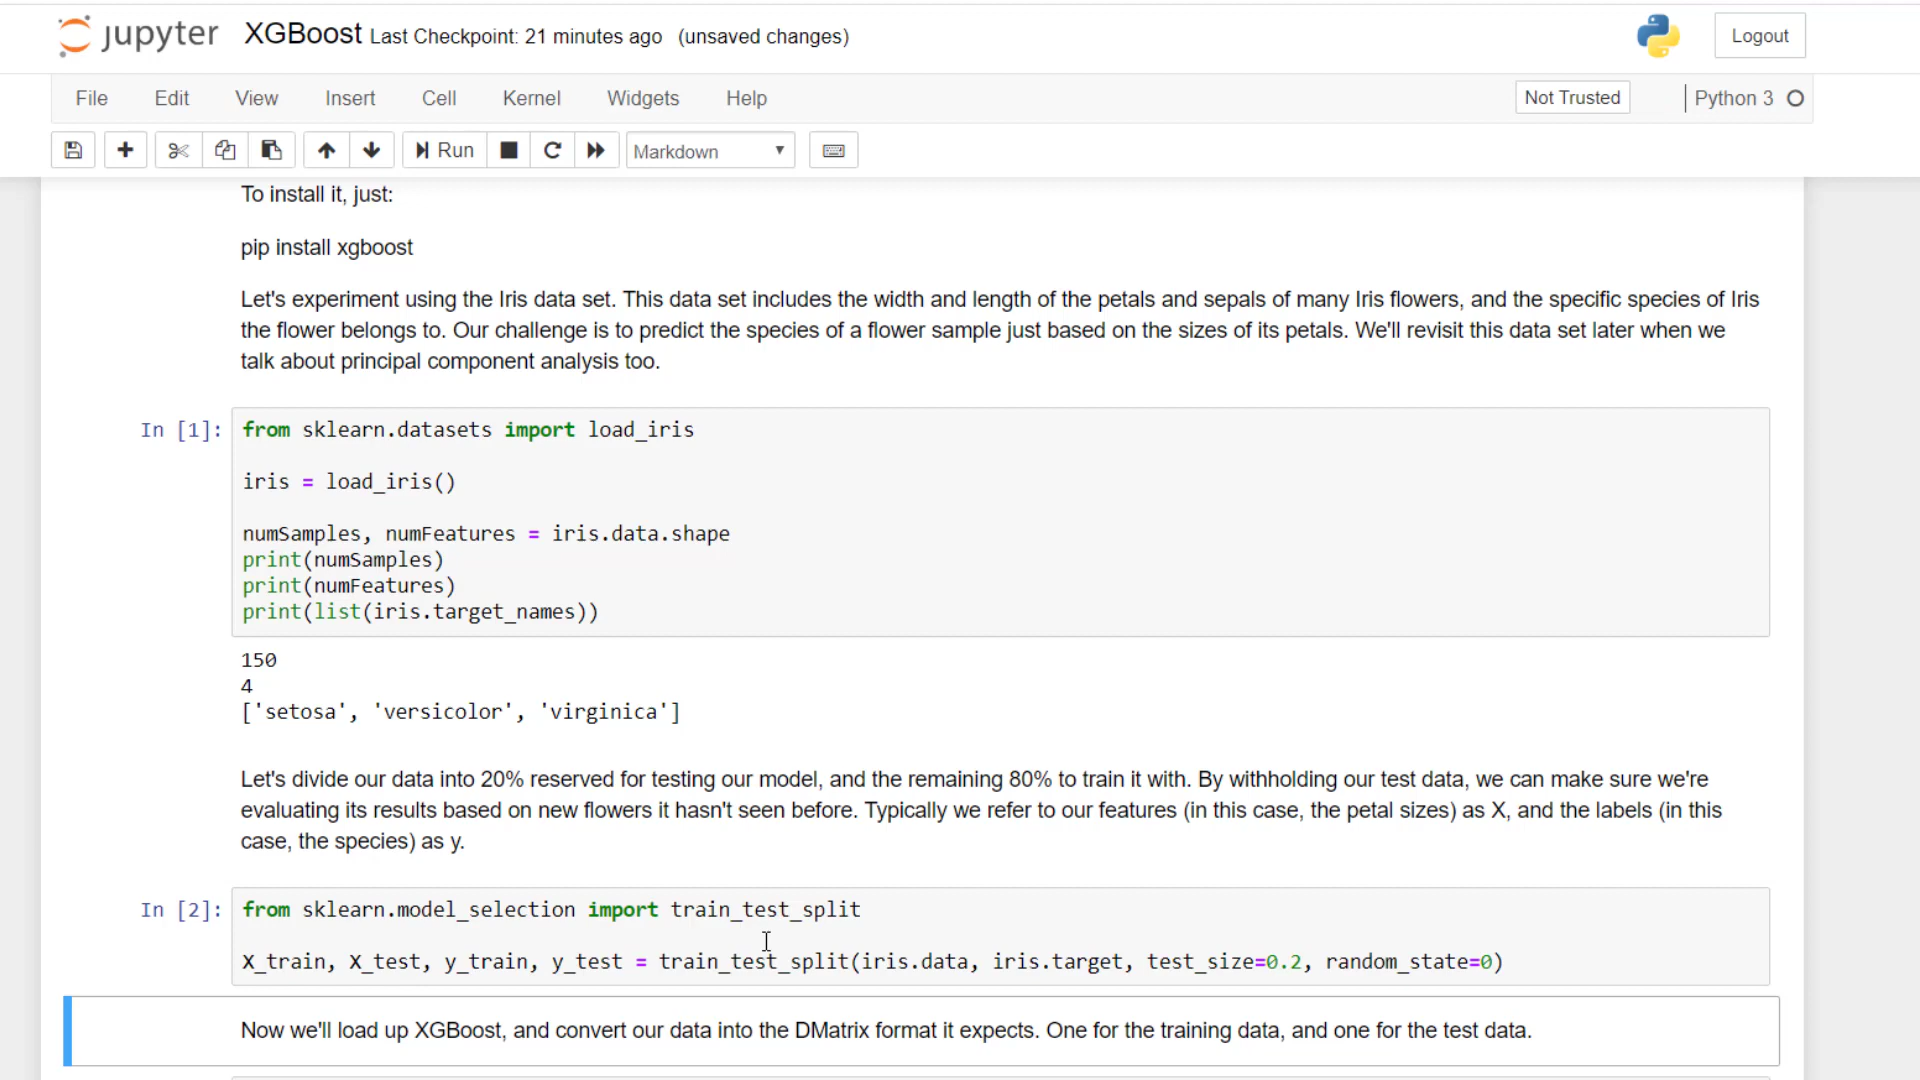 jupyter XGBoost Last Checkpoint: 21 minutes ago (unsaved changes) Logout
File Edit View Insert Cell Kernel Widgets Help Not Trusted Python 3
Run Markdown
To install it, just:
pip install xgboost
Let's experiment using the Iris data set. This data set includes the width and length of the petals and sepals of many Iris flowers, and the specific species of Iris
the flower belongs to. Our challenge is to predict the species of a flower sample just based on the sizes of its petals. We'll revisit this data set later when we
talk about principal component analysis too.
In [1]: from sklearn.datasets import load_iris
iris = load_iris()
numSamples, numFeatures = iris.data.shape
print(numSamples)
print(numFeatures)
print(list(iris.target_names))
150
4
['setosa', 'versicolor', 'virginica']
Let's divide our data into 20% reserved for testing our model, and the remaining 80% to train it with. By withholding our test data, we can make sure we're
evaluating its results based on new flowers it hasn't seen before. Typically we refer to our features (in this case, the petal sizes) as X, and the labels (in this
case, the species) as y.
In [2]: from sklearn.model_selection import train_test_split
X_train, X_test, y_train, y_test = train_test_split(iris.data, iris.target, test_size=0.2, random_state=0)
Now we'll load up XGBoost, and convert our data into the DMatrix format it expects. One for the training data, and one for the test data.